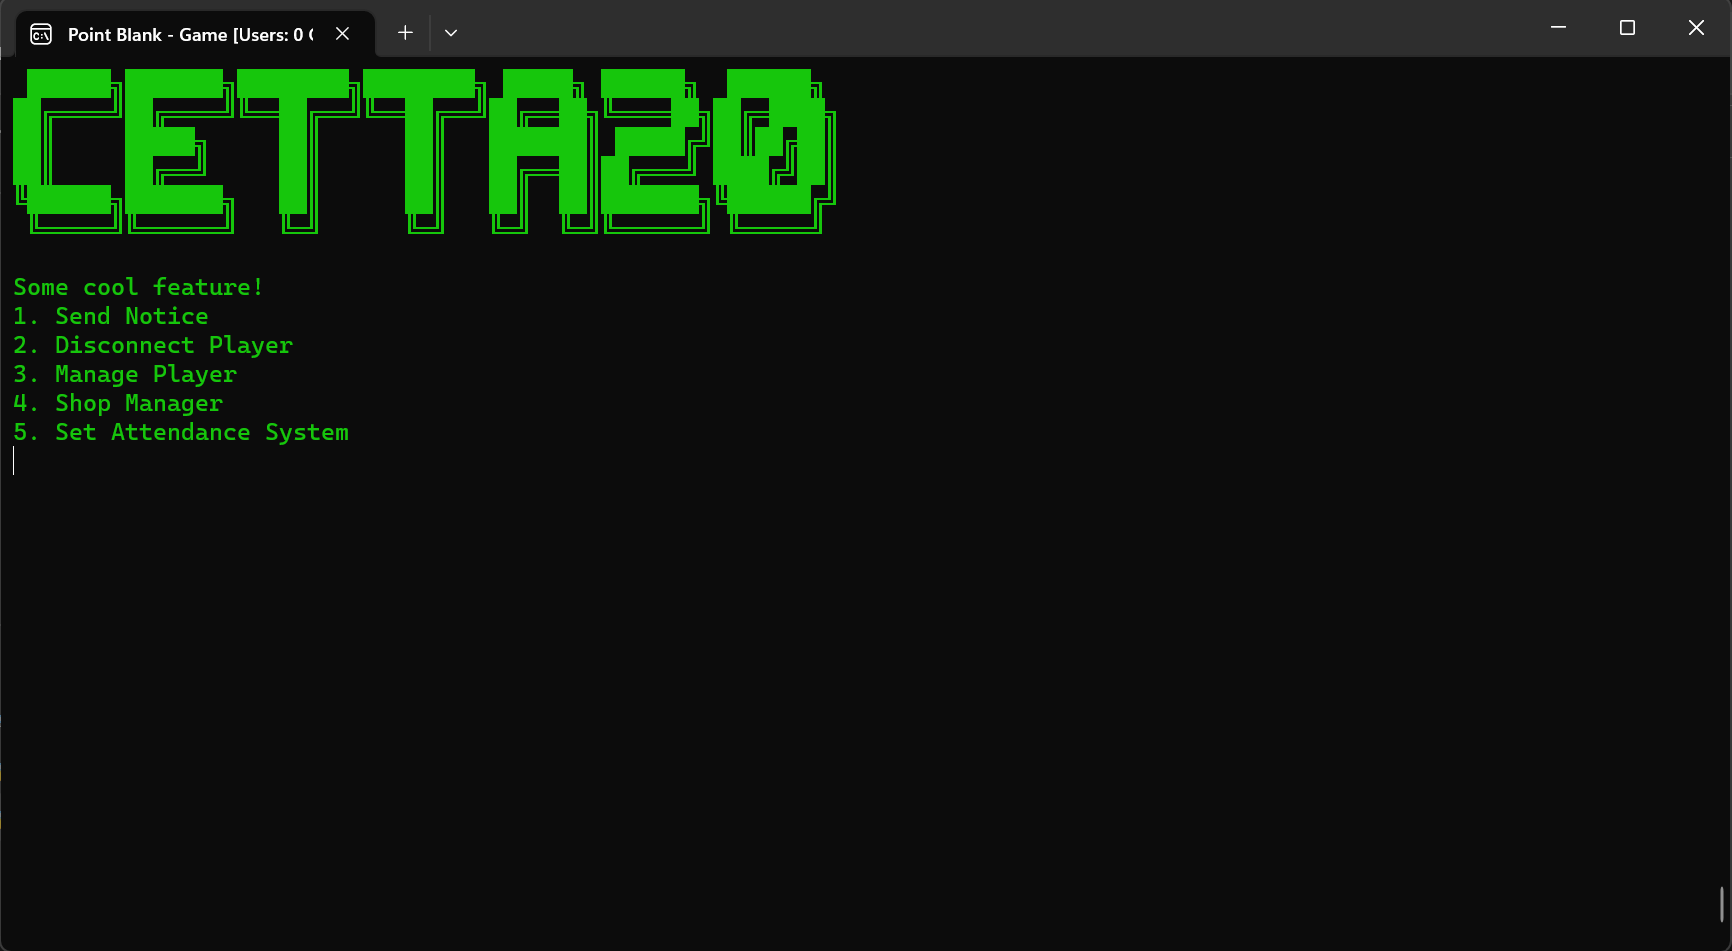 Point Blank - Game [Users: 0
CETTA20
Some cool feature!
1. Send Notice
2. Disconnect Player
3. Manage Player
4. Shop Manager
5. Set Attendance System